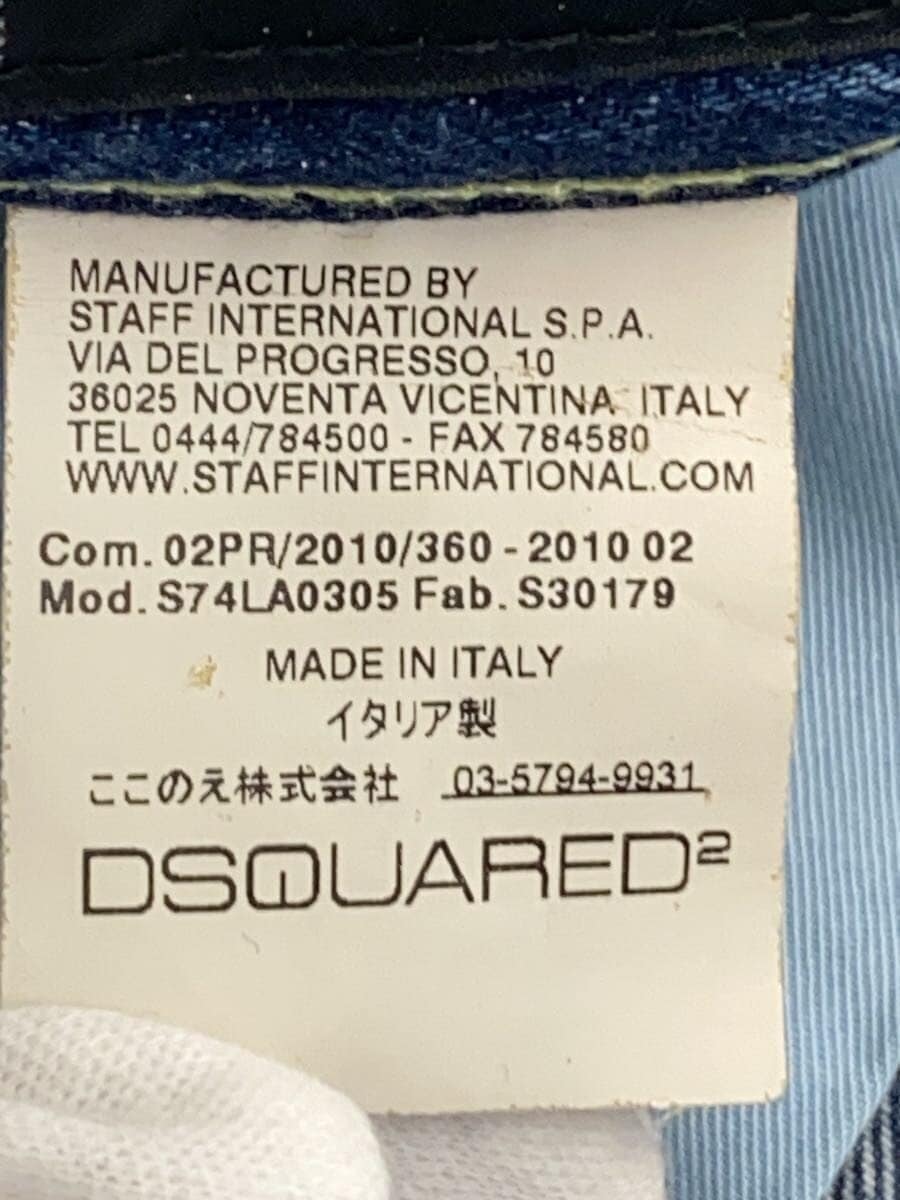 MANUFACTURED BY
STAFF INTERNATIONAL S.P.A.
VIA DEL PROGRESSO, 10
36025 NOVENTA VICENTINA ITALY
TEL 0444/784500 - FAX 784580
WWW.STAFFINTERNATIONAL.COM
Com. 02PR/2010/360 - 2010 02
Mod. S74LA0305 Fab. S30179
MADE IN ITALY
イタリア製
ここのえ株式会社 03-5794-9931
DSQUARED²